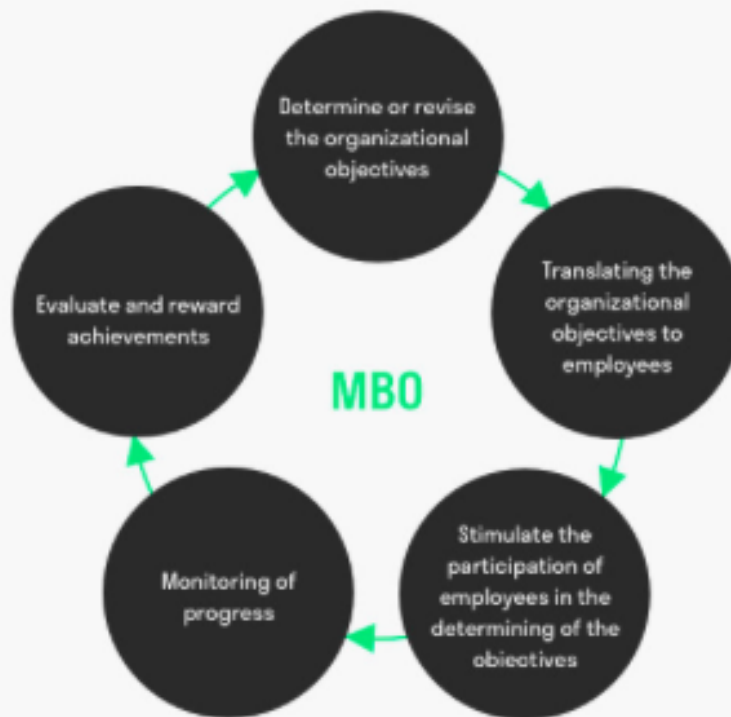 Determine or revise
the organizational
objectives
Translating the
organizational
objectives to
employees
Stimulate the
participation of
employees in the
determining of the
objectives
Monitoring of
progress
Evaluate and reward
achievements
MBO